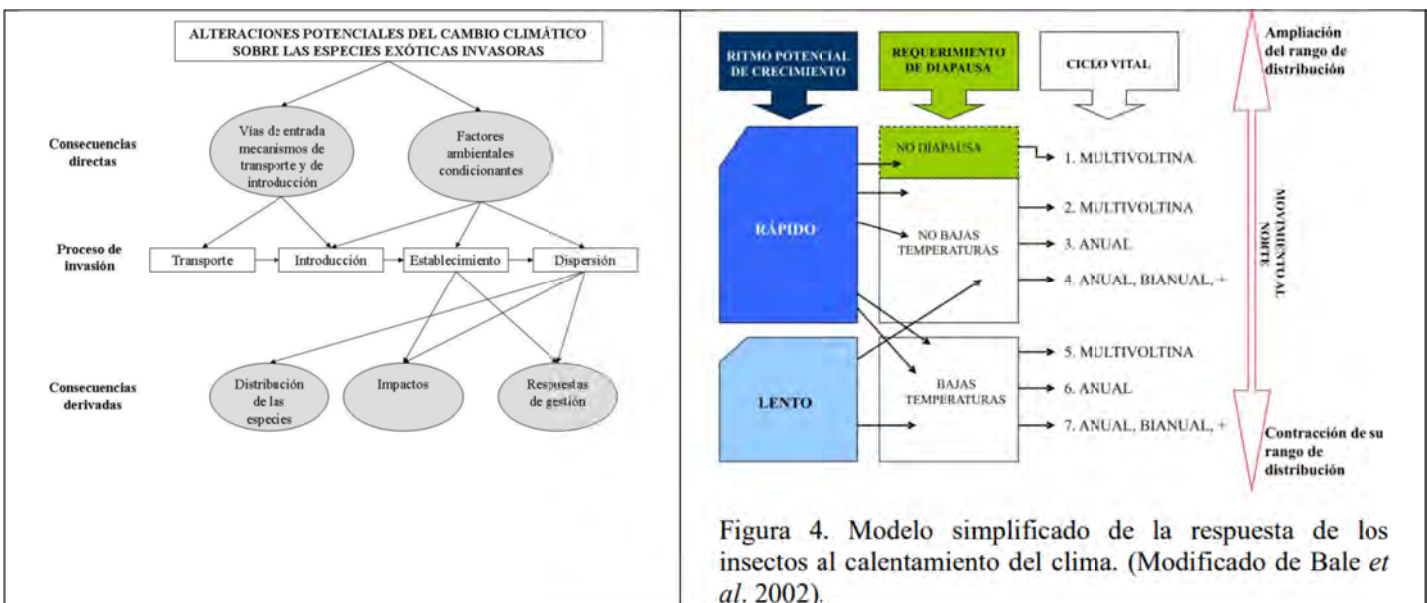 ALTERACIONES POTENCIALES DEL CAMBIO CLIMÁTICO
SOBRE LAS ESPECIES EXÓTICAS INVASORAS
Consecuencias
directas
Vías de entrada
mecanismos de
transporte y de
introducción
Factores
ambientales
condicionantes
Proceso de
invasión
Transporte
Introducción
Establecimiento
Dispersión
Consecuencias
derivadas
Distribución
de las
especies
Impactos
Respuestas
de gestión
RITMO POTENCIAL
DE CRECIMIENTO
REQUERIMIENTO
DE DIAPAUSA
CICLO VITAL
Ampliación
del rango de
distribución
RÁPIDO
LENTO
NO DIAPAUSA
NO BAJAS
TEMPERATURAS
BAJAS
TEMPERATURAS
1. MULTIVOLTINA
2. MULTIVOLTINA
3. ANUAL
4. ANUAL, BIANUAL, +
5. MULTIVOLTINA
6. ANUAL
7. ANUAL, BIANUAL, +
MOVIMIENTO AL
NORTE
Contracción de su
rango de
distribución
Figura 4. Modelo simplificado de la respuesta de los
insectos al calentamiento del clima. (Modificado de Bale et
al. 2002).